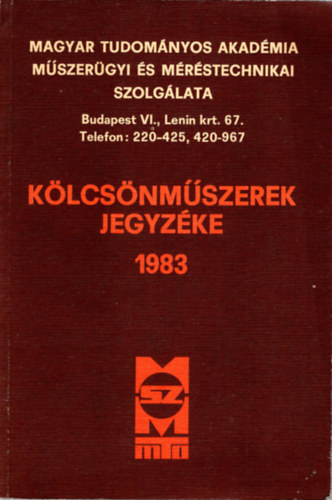 MAGYAR TUDOMÁNYOS AKADÉMIA
MŰSZERÜGYI ÉS MÉRÉSTECHNIKAI
SZOLGÁLATA
Budapest VI., Lenin krt. 67.
Telefon: 220-425, 420-967
KÖLCSÖNMŰSZEREK
JEGYZÉKE
1983
M
SZ
M
mta